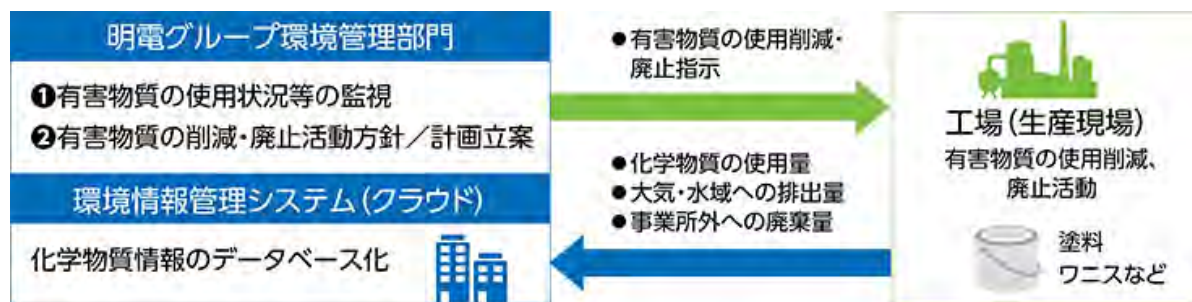 明電グループ環境管理部門
❶有害物質の使用状況等の監視
❷有害物質の削減・廃止活動方針／計画立案
環境情報管理システム(クラウド)
化学物質情報のデータベース化
●有害物質の使用削減・
廃止指示
●化学物質の使用量
●大気・水域への排出量
●事業所外への廃棄量
工場(生産現場)
有害物質の使用削減、
廃止活動
塗料
ワニスなど